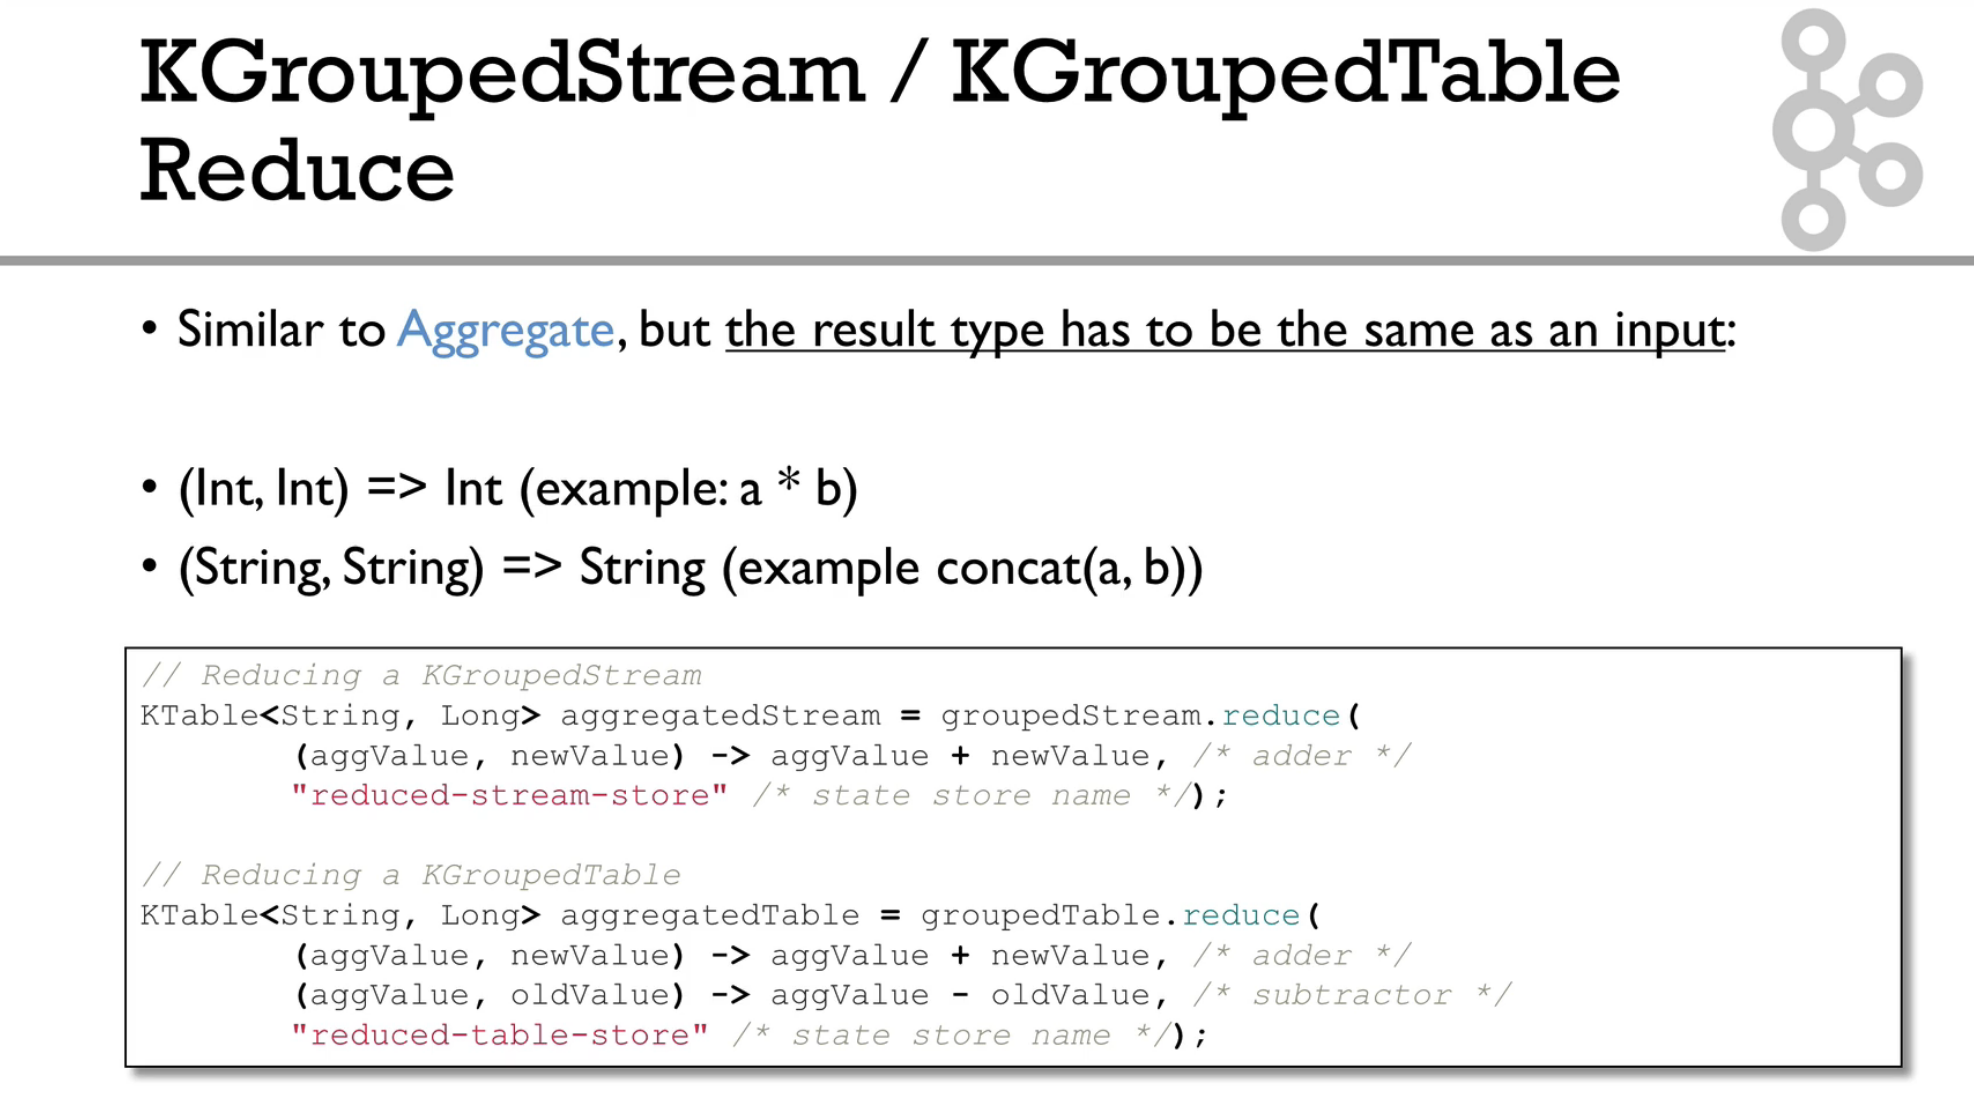 KGroupedStream / KGroupedTable
Reduce
• Similar to Aggregate, but the result type has to be the same as an input:
• (Int, Int) => Int (example: a * b)
• (String, String) => String (example concat(a, b))
// Reducing a KGroupedStream
KTable<String, Long> aggregatedStream = groupedStream.reduce(
(aggValue, newValue) -> aggValue + newValue, /* adder */
"reduced-stream-store" /* state store name */);
// Reducing a KGroupedTable
KTable<String, Long> aggregatedTable = groupedTable.reduce(
(aggValue, newValue) -> aggValue + newValue, /* adder */
(aggValue, oldValue) -> aggValue - oldValue, /* subtractor */
"reduced-table-store" /* state store name */);